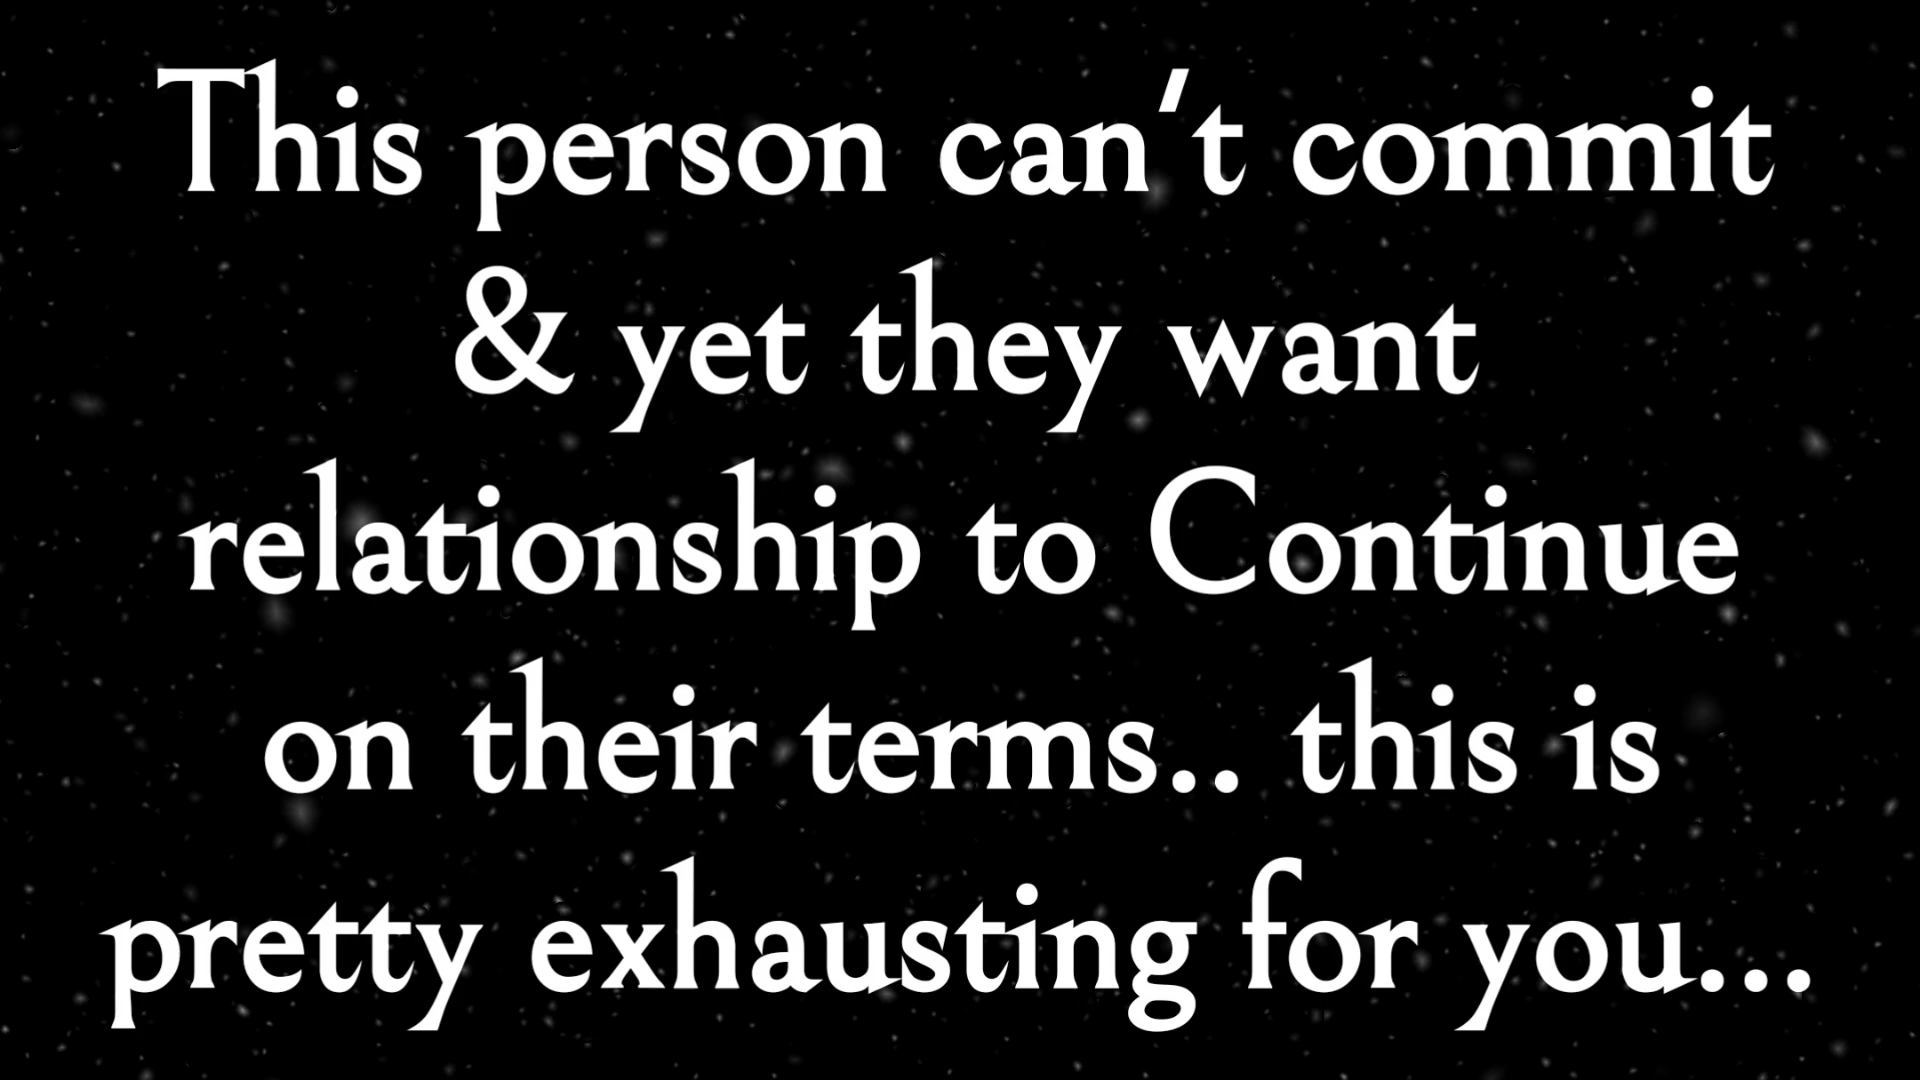 This person can't commit
& yet they want
relationship to Continue
on their terms.. this is
pretty exhausting for you...